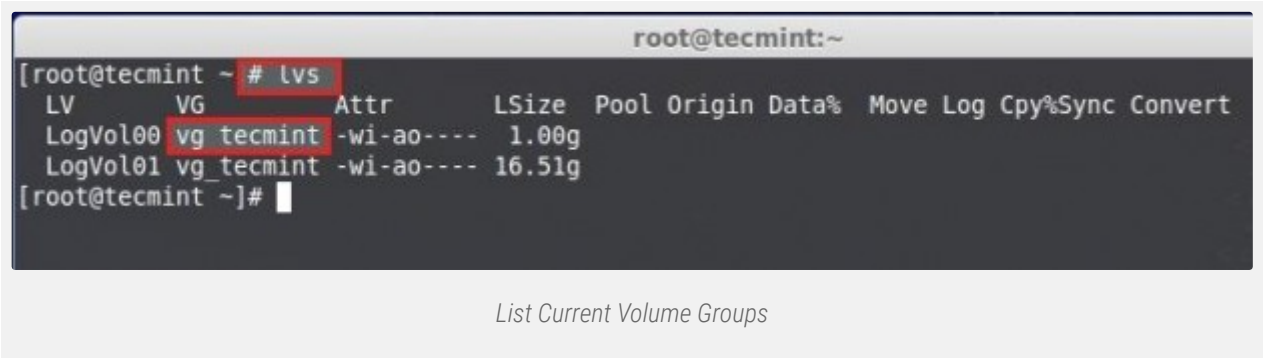 root@tecmint:~
[root@tecmint ~ # lvs
LV VG Attr LSize Pool Origin Data% Move Log Cpy%Sync Convert
LogVol00 vg_tecmint -wi-ao---- 1.00g
LogVol01 vg_tecmint -wi-ao---- 16.51g
[root@tecmint ~]#
List Current Volume Groups